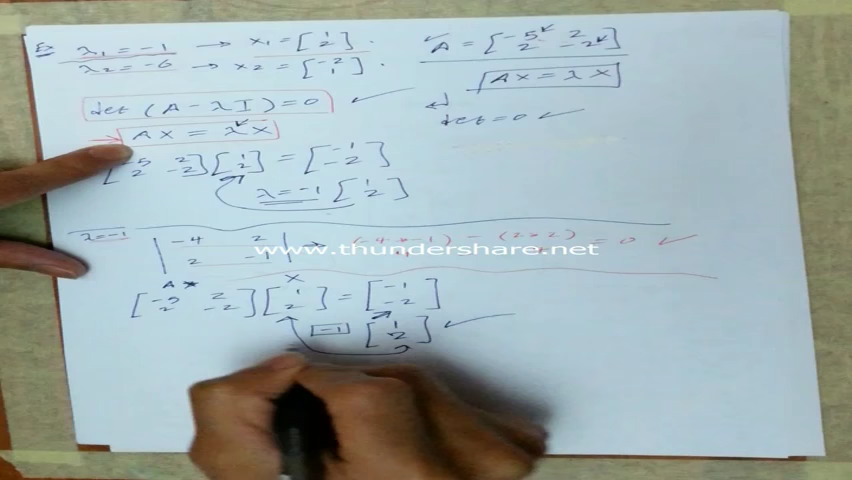 Ex λ₁ = -1 → x₁ = [1 2].
λ₂ = -6 → x₂ = [-2 1].
A = [-5 2 2 -2]
AX = λX
det = 0 ✓
det (A - λI) = 0 ✓
→ AX = λX
[-5 2 2 -2] [1 2] = [-1 -2]
λ = -1 [1 2]
λ = -1
| -4 2 2 -1 | → (-4 * -1) - (2 * 2) = 0 ✓
www.thundershare.net
A * X
[-5 2 2 -2] [1 2] = [-1 -2]
-1 [1 2] ✓